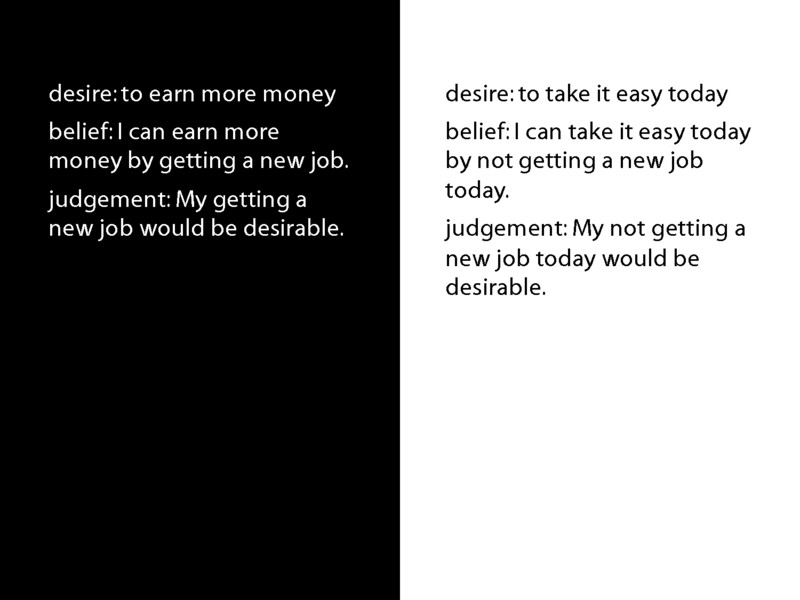 desire: to earn more money
belief: I can earn more
money by getting a new job.
judgement: My getting a
new job would be desirable.
desire: to take it easy today
belief: I can take it easy today
by not getting a new job
today.
judgement: My not getting a
new job today would be
desirable.